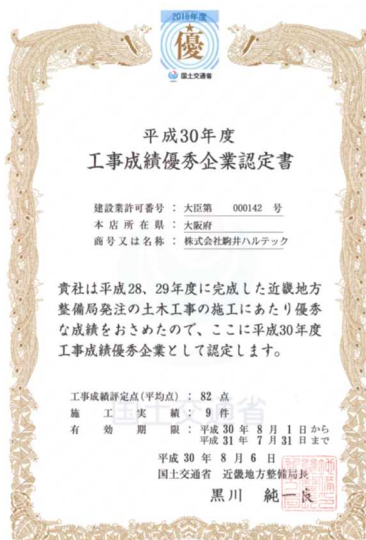 2018年度
優
国土交通省
平成30年度
工事成績優秀企業認定書
建設業許可番号 : 大臣第 000142 号
本店所在県 : 大阪府
商号又は名称 : 株式会社駒井ハルテック
貴社は平成28、29年度に完成した近畿地方
整備局発注の土木工事の施工にあたり優秀
な成績をおさめたので、ここに平成30年度
工事成績優秀企業として認定します。
工事成績評定点(平均点) : 82 点
施工実績 : 9 件
有効期限 : 平成 30 年 8 月 1 日 から
平成 31 年 7 月 31 日 まで
国土交通省
平成 30 年 8 月 6 日
国土交通省 近畿地方整備局長
黒川 純一良